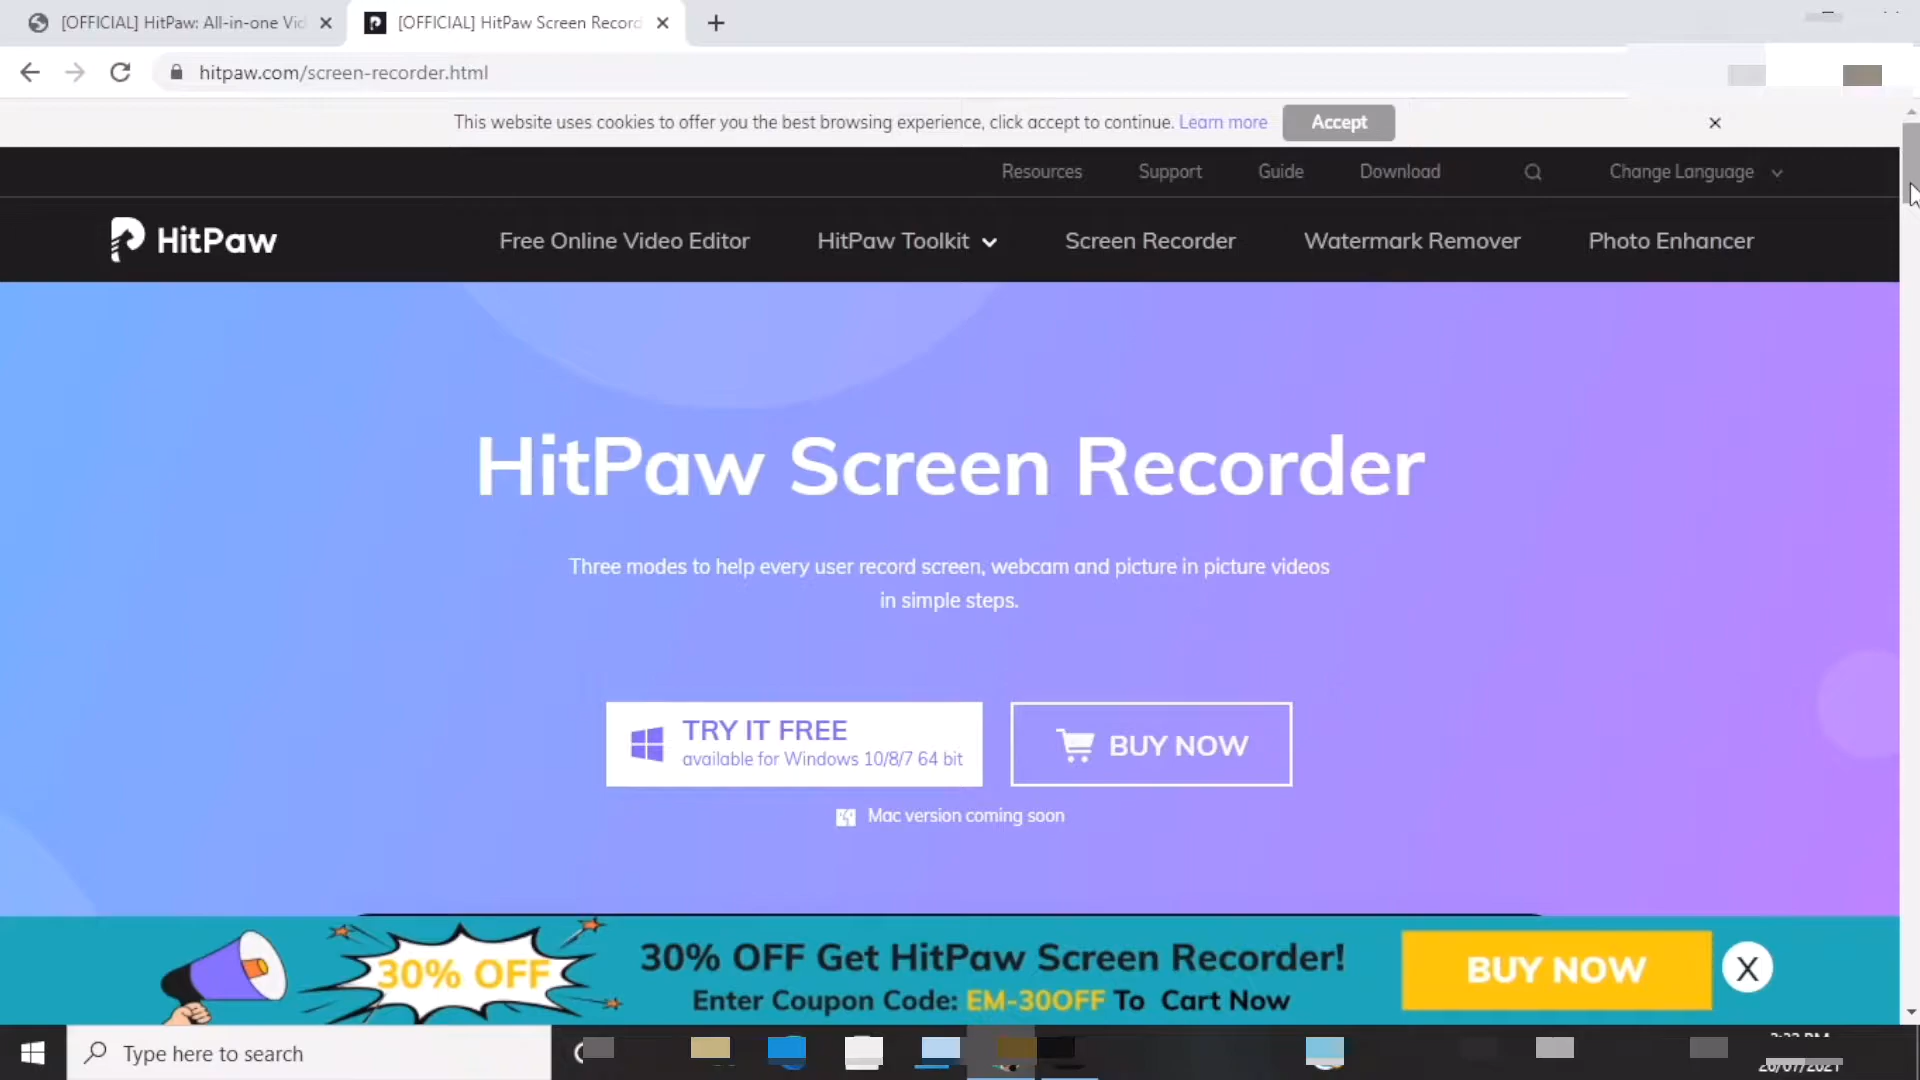 [OFFICIAL] HitPaw: All-in-one Vid
[OFFICIAL] HitPaw Screen Record
hitpaw.com/screen-recorder.html
This website uses cookies to offer you the best browsing experience, click accept to continue. Learn more
Accept
Resources Support Guide Download Change Language
HitPaw
Free Online Video Editor HitPaw Toolkit Screen Recorder Watermark Remover Photo Enhancer
HitPaw Screen Recorder
Three modes to help every user record screen, webcam and picture in picture videos
in simple steps.
TRY IT FREE
available for Windows 10/8/7 64 bit
BUY NOW
Mac version coming soon
30% OFF
30% OFF Get HitPaw Screen Recorder!
Enter Coupon Code: EM-30OFF To Cart Now
BUY NOW
X
Type here to search